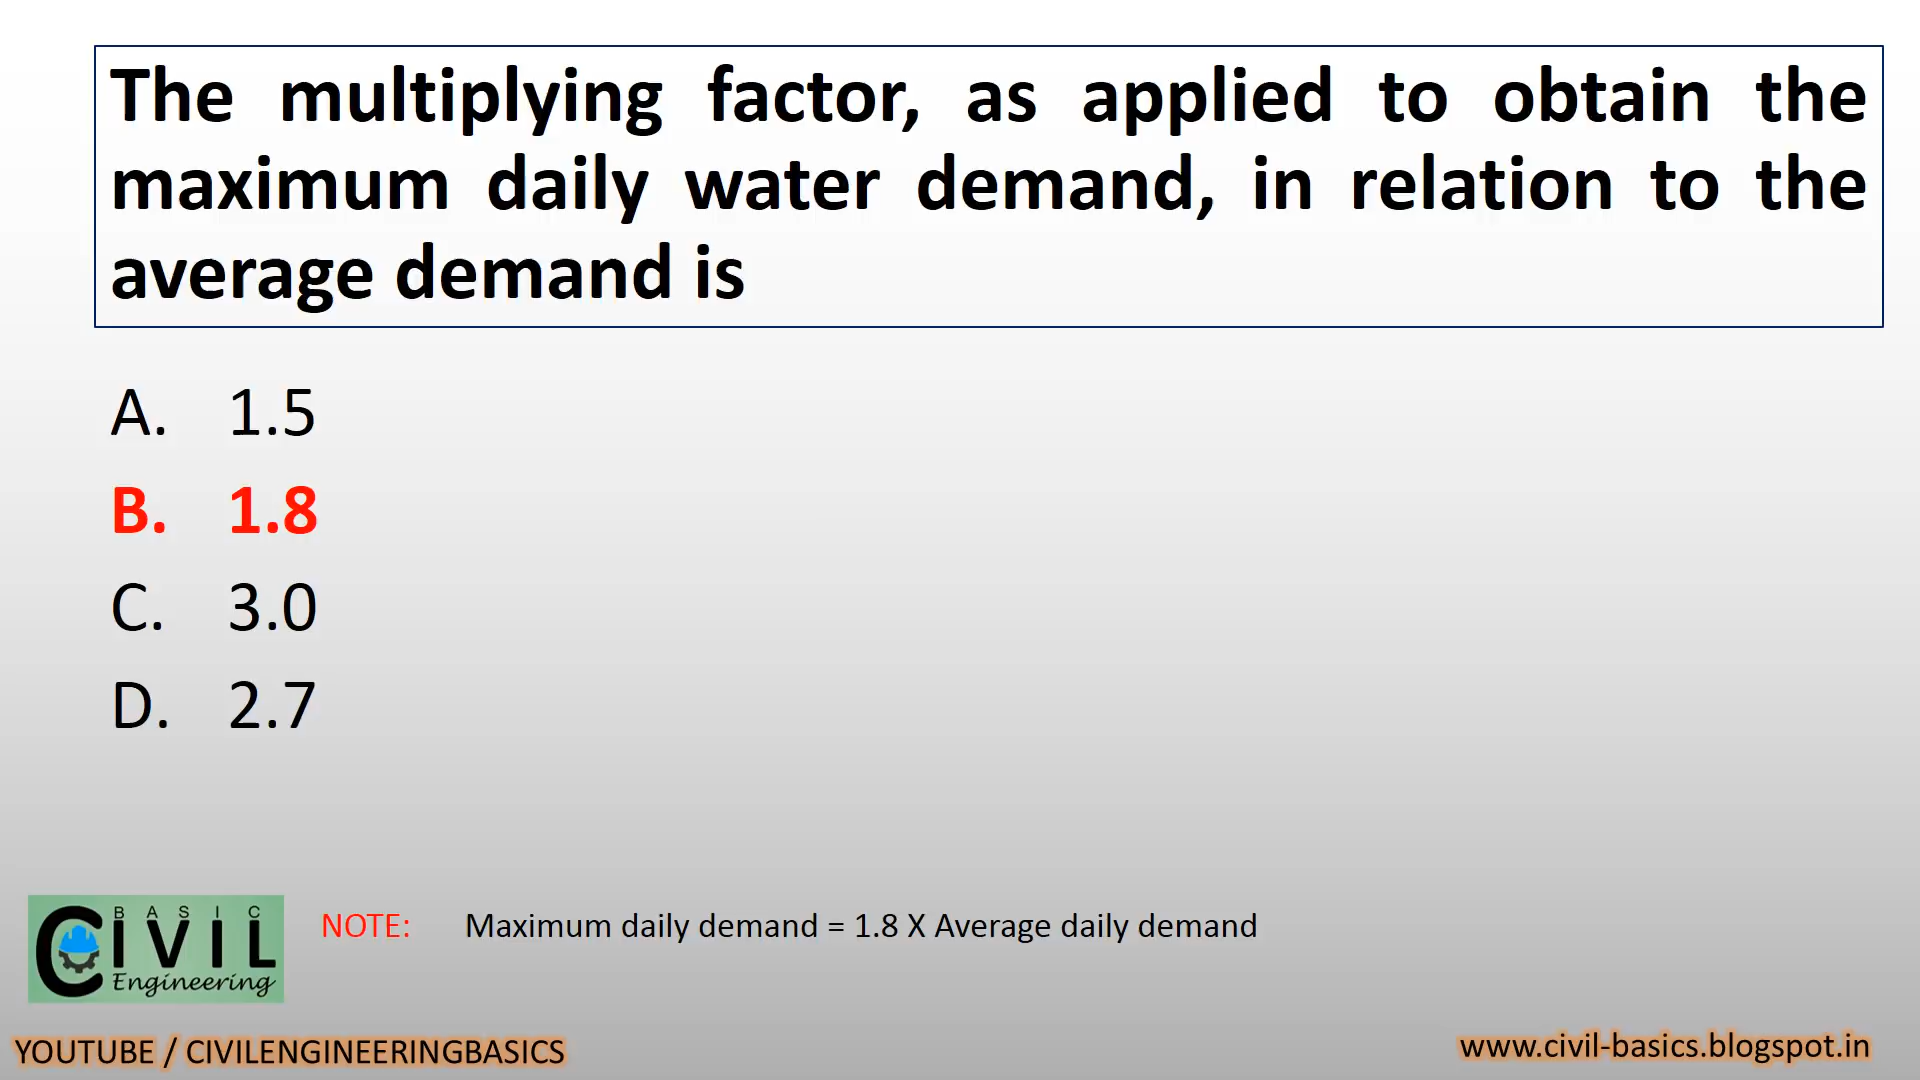 The multiplying factor, as applied to obtain the
maximum daily water demand, in relation to the
average demand is
A. 1.5
B. 1.8
C. 3.0
D. 2.7
BASIC
CIVIL
Engineering
NOTE: Maximum daily demand = 1.8 X Average daily demand
YOUTUBE / CIVILENGINEERINGBASICS
www.civil-basics.blogspot.in